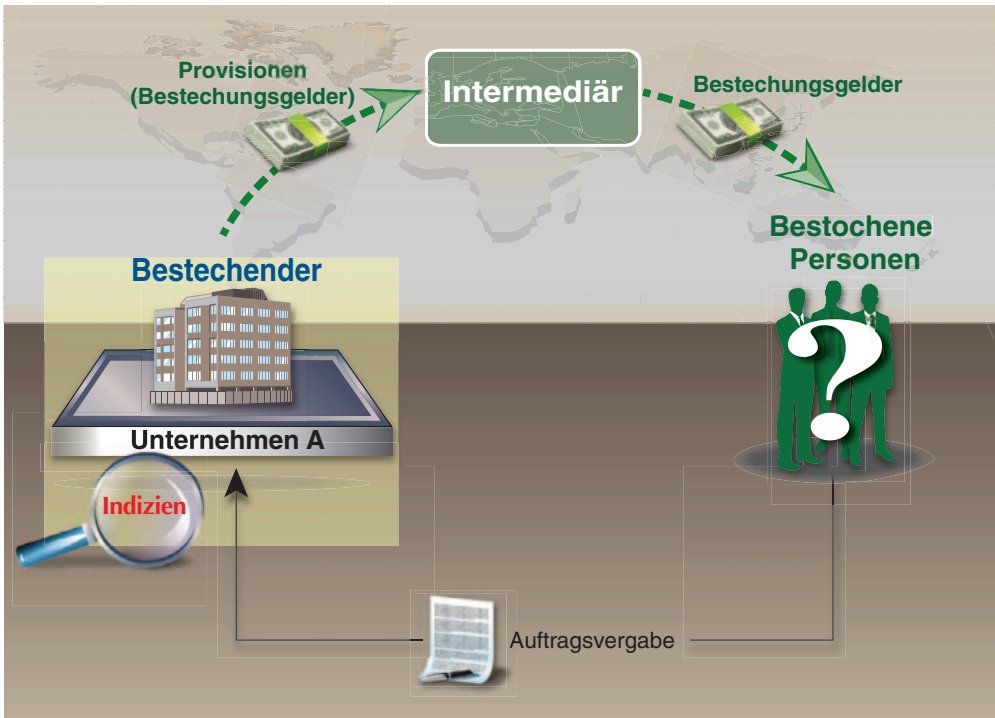 Provisionen
(Bestechungsgelder)
Intermediär
Bestechungsgelder
Bestochene
Personen
Bestechender
Unternehmen A
Indizien
?
Auftragsvergabe